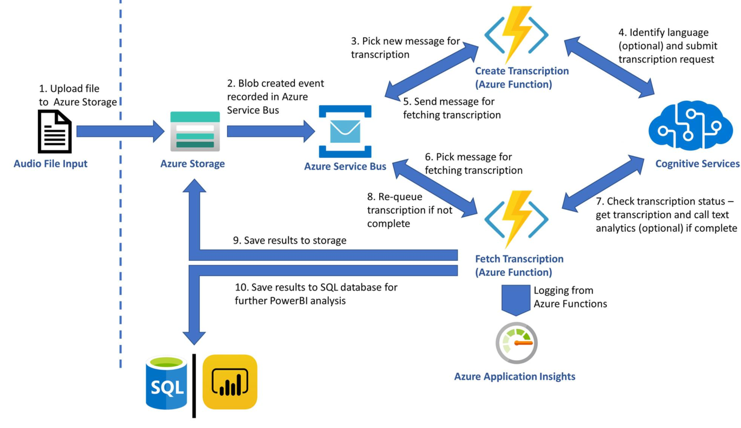 1. Upload file
to Azure Storage
Audio File Input
Azure Storage
2. Blob created event
recorded in Azure
Service Bus
Azure Service Bus
3. Pick new message for
transcription
Create Transcription
(Azure Function)
4. Identify language
(optional) and submit
transcription request
5. Send message for
fetching transcription
Cognitive Services
6. Pick message for
fetching transcription
7. Check transcription status –
get transcription and call text
analytics (optional) if complete
8. Re-queue
transcription if not
complete
Fetch Transcription
(Azure Function)
9. Save results to storage
10. Save results to SQL database for
further PowerBI analysis
Logging from
Azure Functions
SQL
Azure Application Insights